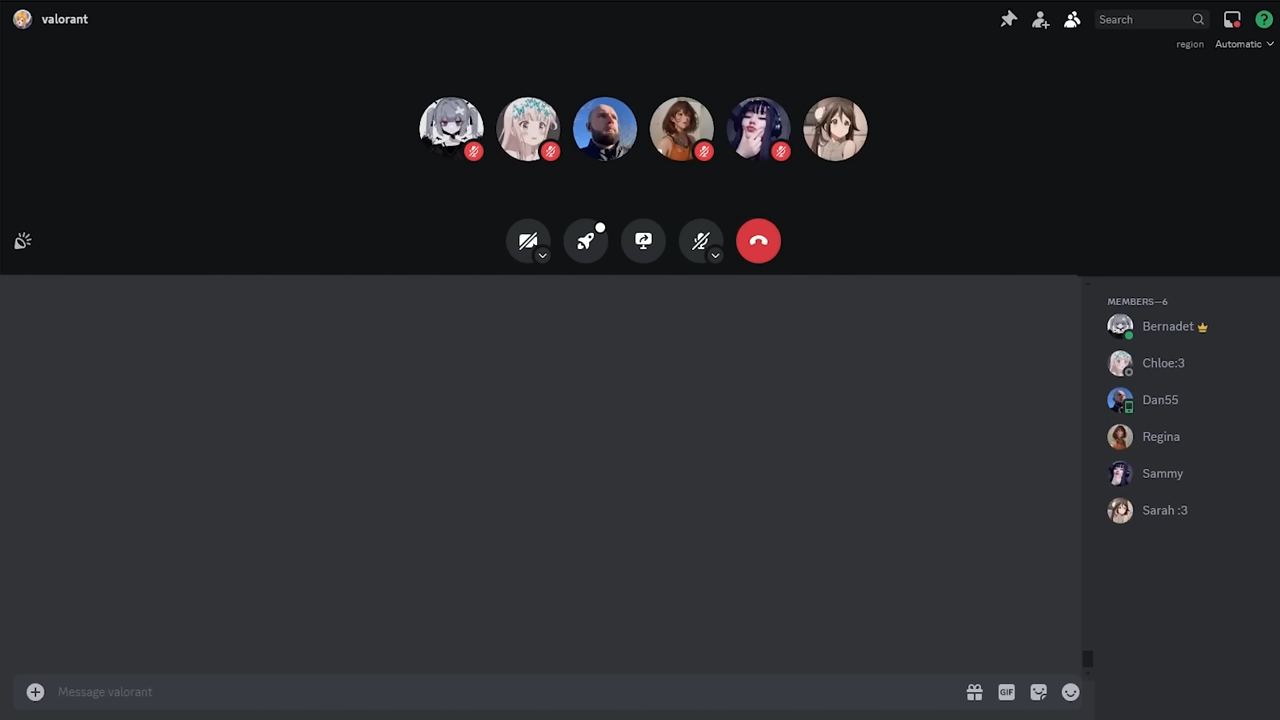 valorant
Search
?
region Automatic
MEMBERS—6
Bernadet
Chloe:3
Dan55
Regina
Sammy
Sarah :3
Message valorant
GIF